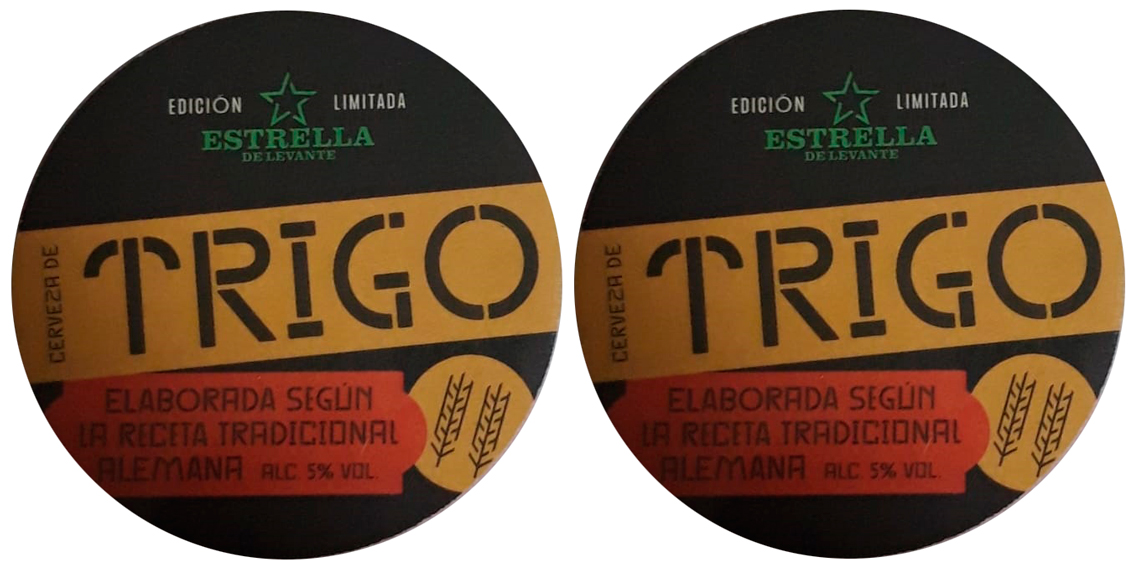 EDICIÓN LIMITADA
ESTRELLA
DE LEVANTE
CERVEZA DE
TRIGO
ELABORADA SEGÚN
LA RECETA TRADICIONAL
ALEMANA ALC. 5% VOL.
EDICIÓN LIMITADA
ESTRELLA
DE LEVANTE
CERVEZA DE
TRIGO
ELABORADA SEGÚN
LA RECETA TRADICIONAL
ALEMANA ALC. 5% VOL.